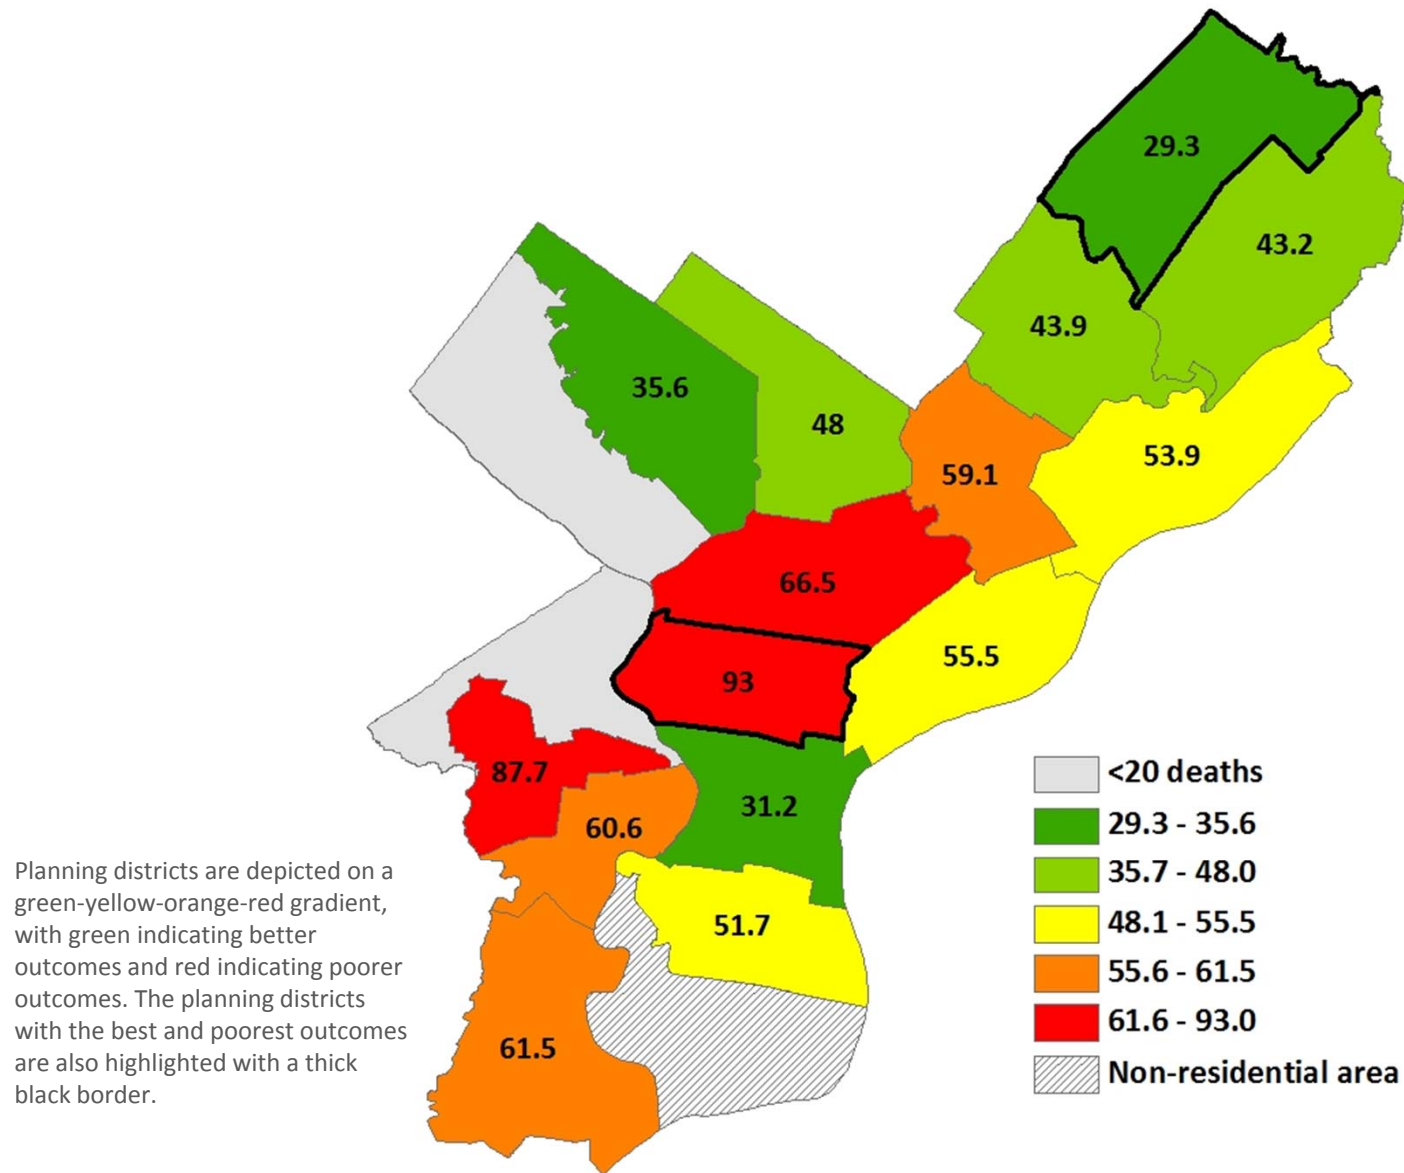 29.3
43.2
43.9
35.6
48
59.1
53.9
66.5
55.5
93
87.7
60.6
31.2
51.7
61.5
<20 deaths
29.3 - 35.6
35.7 - 48.0
48.1 - 55.5
55.6 - 61.5
61.6 - 93.0
Non-residential area
Planning districts are depicted on a
green-yellow-orange-red gradient,
with green indicating better
outcomes and red indicating poorer
outcomes. The planning districts
with the best and poorest outcomes
are also highlighted with a thick
black border.